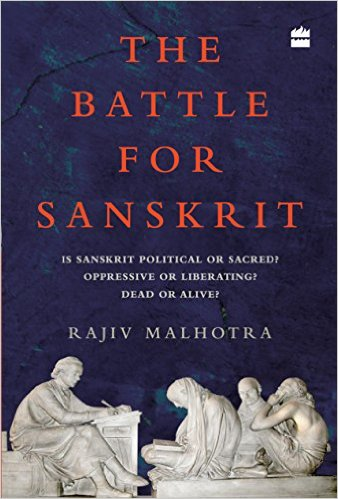 THE
BATTLE
FOR
SANSKRIT
IS SANSKRIT POLITICAL OR SACRED?
OPPRESSIVE OR LIBERATING?
DEAD OR ALIVE?
RAJIV MALHOTRA